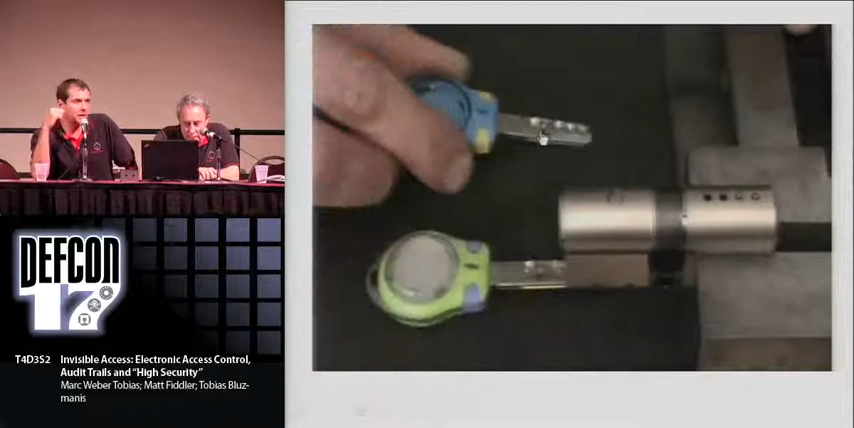 DEFCON
17
T4D3S2 Invisible Access: Electronic Access Control,
Audit Trails and “High Security”
Marc Weber Tobias; Matt Fiddler; Tobias Bluz-
manis